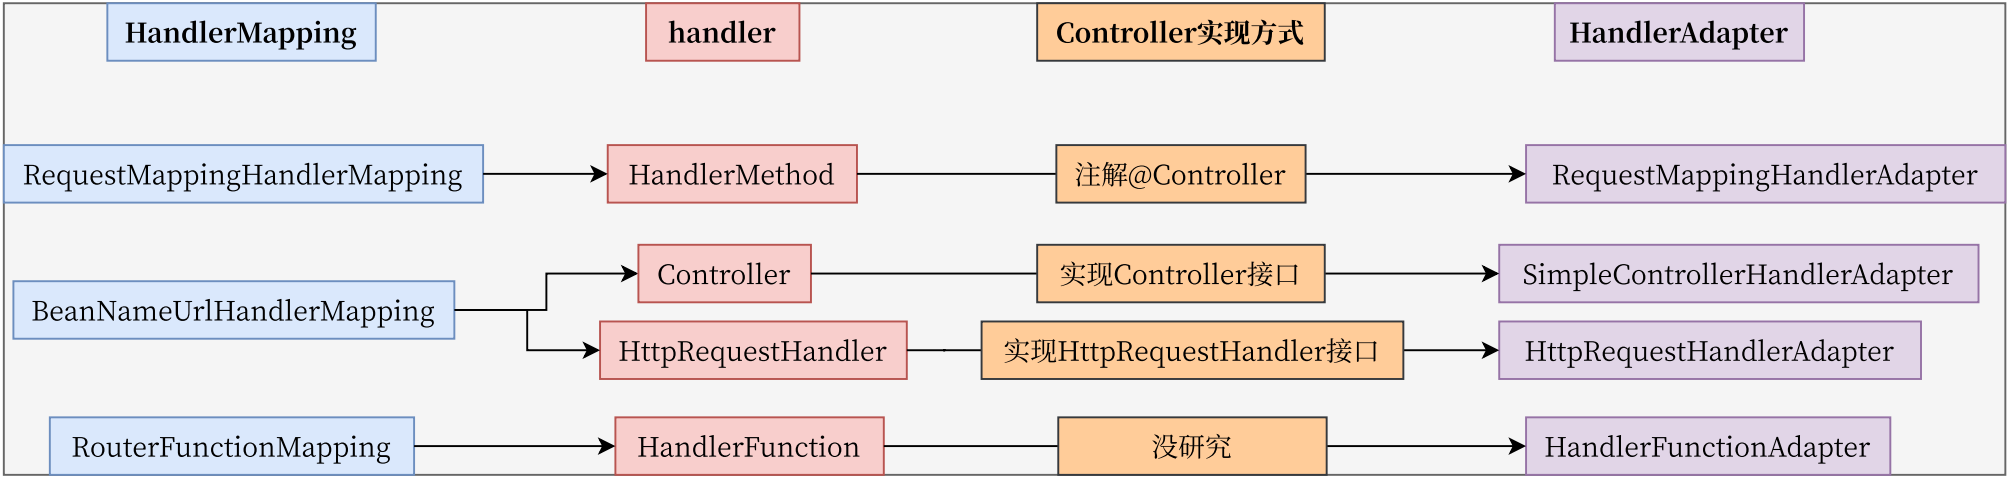 HandlerMapping
handler
Controller实现方式
HandlerAdapter
RequestMappingHandlerMapping
HandlerMethod
注解@Controller
RequestMappingHandlerAdapter
BeanNameUrlHandlerMapping
Controller
实现Controller接口
SimpleControllerHandlerAdapter
HttpRequestHandler
实现HttpRequestHandler接口
HttpRequestHandlerAdapter
RouterFunctionMapping
HandlerFunction
没研究
HandlerFunctionAdapter